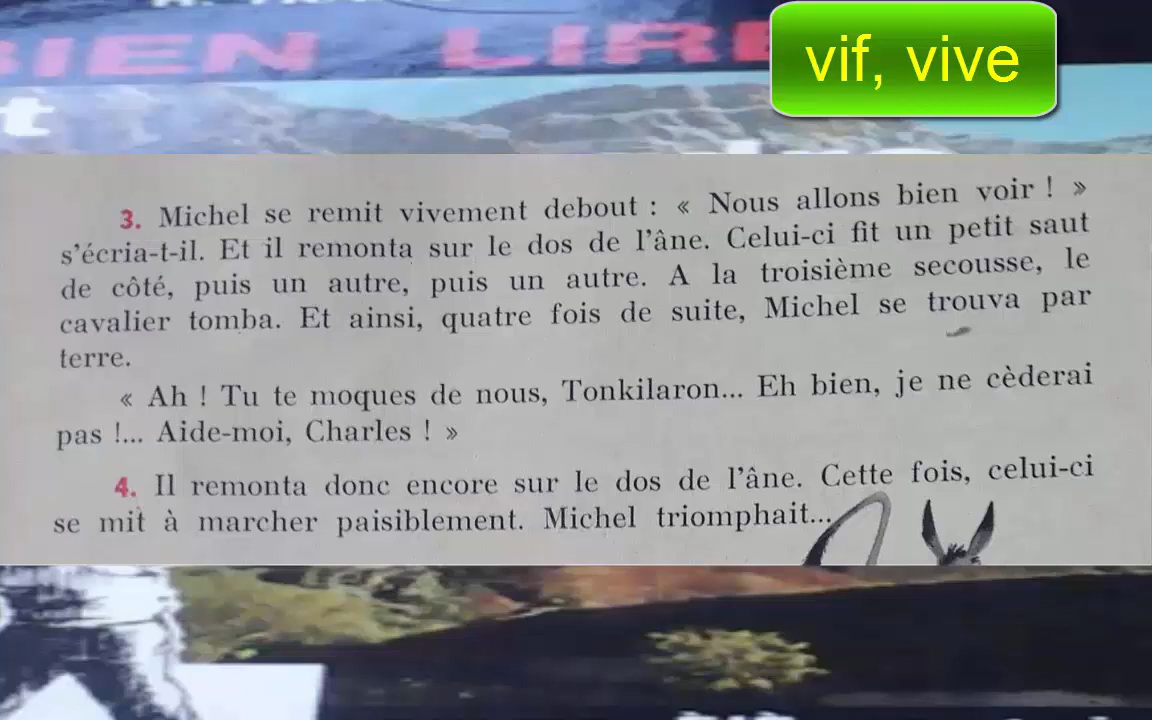 BIEN LIRE
vif, vive
3. Michel se remit vivement debout : « Nous allons bien voir ! »
s'écria-t-il. Et il remonta sur le dos de l'âne. Celui-ci fit un petit saut
de côté, puis un autre, puis un autre. A la troisième secousse, le
cavalier tomba. Et ainsi, quatre fois de suite, Michel se trouva par
terre.
« Ah ! Tu te moques de nous, Tonkilaron... Eh bien, je ne cèderai
pas !... Aide-moi, Charles ! »
4. Il remonta donc encore sur le dos de l'âne. Cette fois, celui-ci
se mit à marcher paisiblement. Michel triomphait...